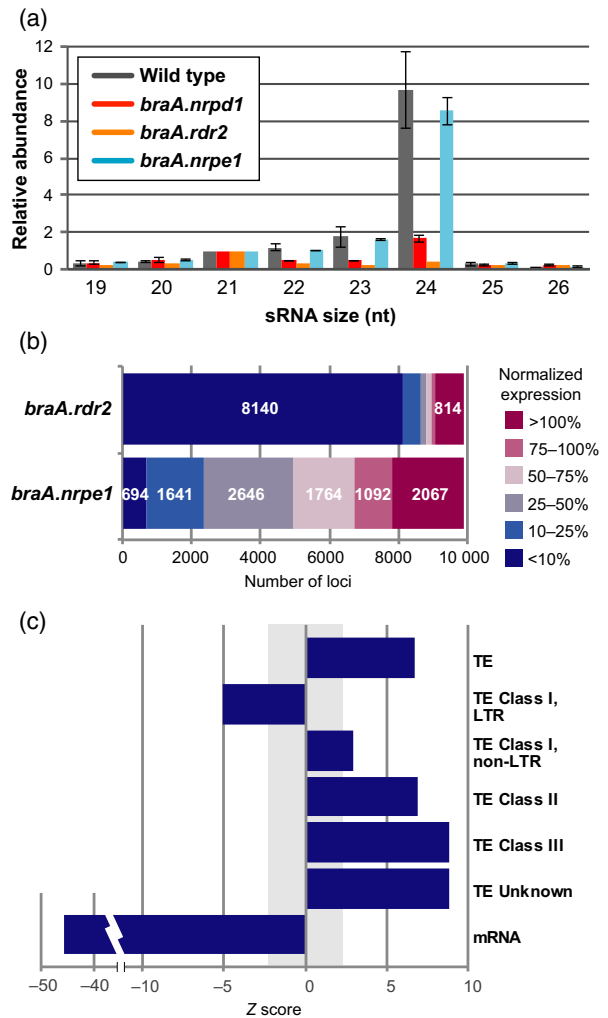 (a)
12
10
8
6
4
2
0
Relative abundance
Wild type
braA.nrpd1
braA.rdr2
braA.nrpe1
19 20 21 22 23 24 25 26
sRNA size (nt)
(b)
braA.rdr2
8140 814
braA.nrpe1
694 1641 2646 1764 1092 2067
0 2000 4000 6000 8000 10 000
Number of loci
Normalized
expression
>100%
75–100%
50–75%
25–50%
10–25%
<10%
(c)
TE
TE Class I,
LTR
TE Class I,
non-LTR
TE Class II
TE Class III
TE Unknown
mRNA
–50 –40 –10 –5 0 5 10
Z score